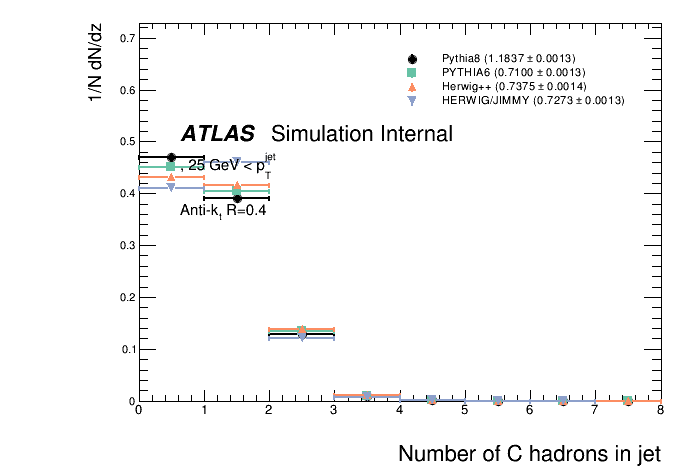 1/N dN/dz
0.7
0.6
0.5
0.4
0.3
0.2
0.1
0
Pythia8 (1.1837 ± 0.0013)
PYTHIA6 (0.7100 ± 0.0013)
Herwig++ (0.7375 ± 0.0014)
HERWIG/JIMMY (0.7273 ± 0.0013)
ATLAS Simulation Internal
, 25 GeV < p_T^jet
Anti-k_t R=0.4
0 1 2 3 4 5 6 7 8
Number of C hadrons in jet